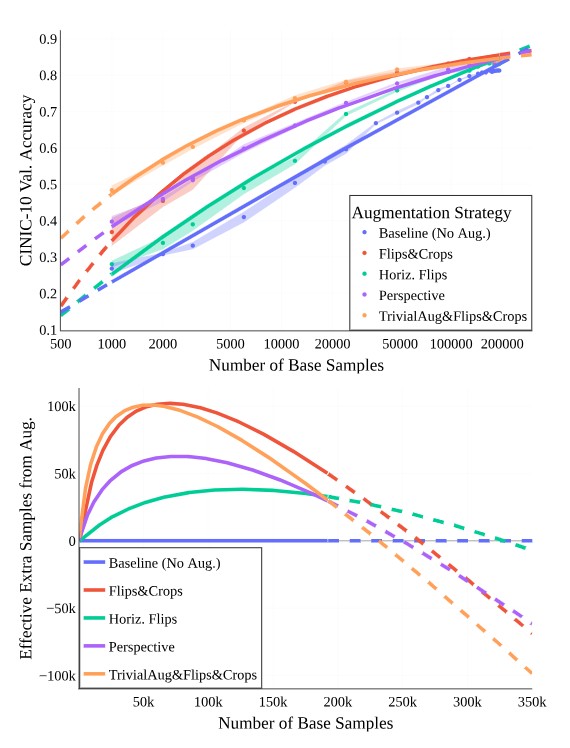 CINIC-10 Val. Accuracy
0.9
0.8
0.7
0.6
0.5
0.4
0.3
0.2
0.1
Augmentation Strategy
Baseline (No Aug.)
Flips&Crops
Horiz. Flips
Perspective
TrivialAug&Flips&Crops
500 1000 2000 5000 10000 20000 50000 100000 200000
Number of Base Samples
Effective Extra Samples from Aug.
100k
50k
0
−50k
−100k
Baseline (No Aug.)
Flips&Crops
Horiz. Flips
Perspective
TrivialAug&Flips&Crops
50k 100k 150k 200k 250k 300k 350k
Number of Base Samples